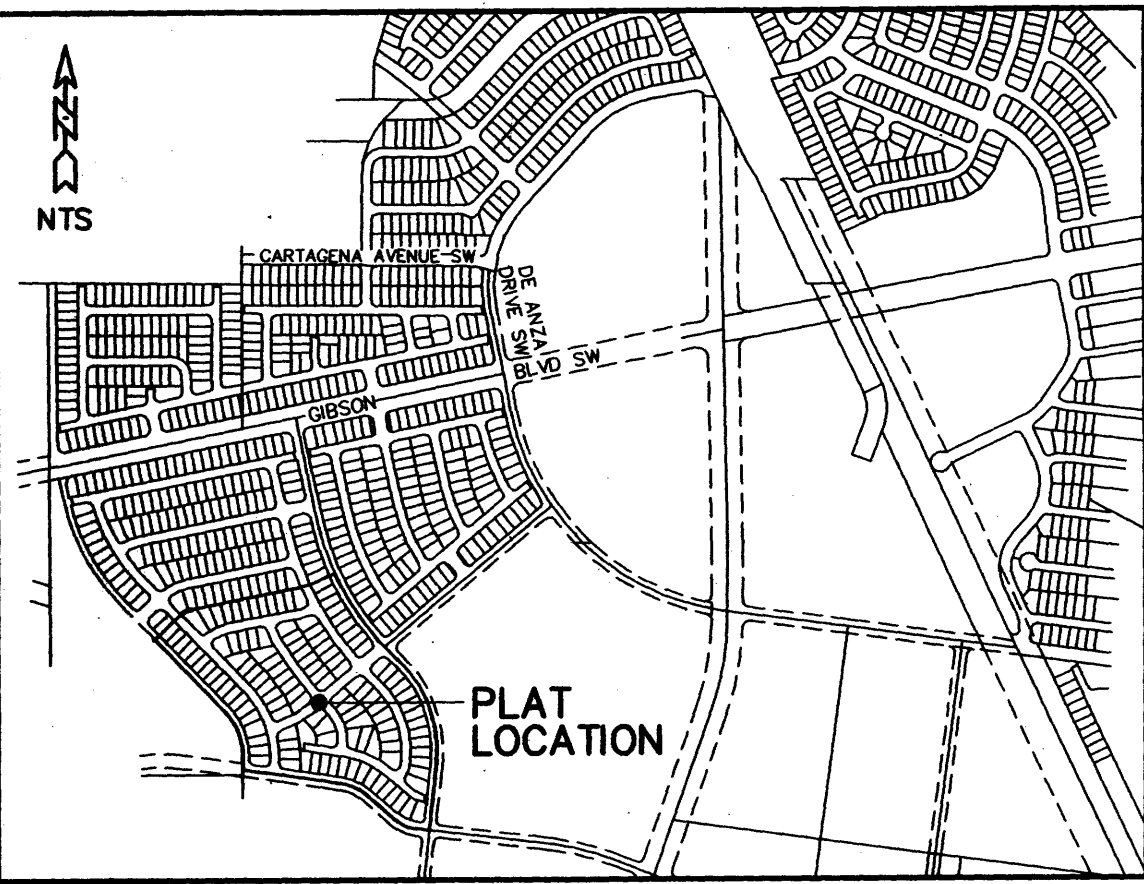 N
NTS
CARTAGENA AVENUE SW
DE ANZA
DRIVE SW
GIBSON BLVD SW
PLAT
LOCATION